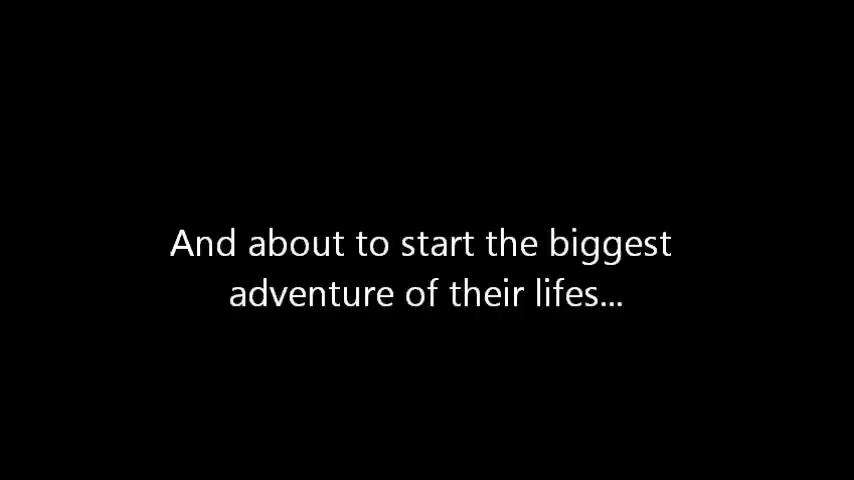 And about to start the biggest
adventure of their lifes...